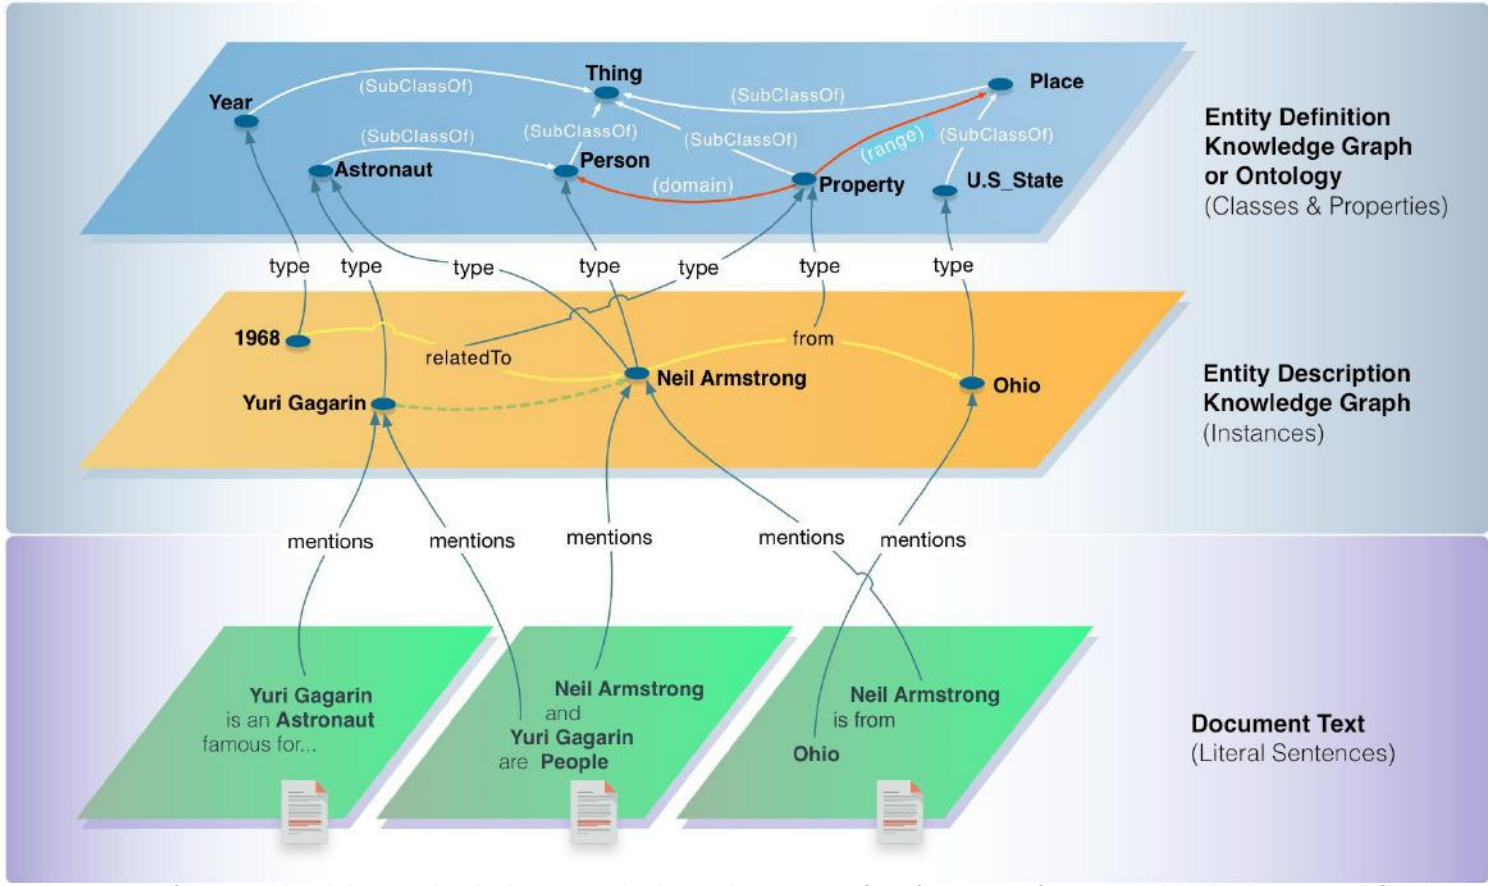 Thing
Place
(SubClassOf)
(SubClassOf)
Year
Entity Definition
Knowledge Graph
or Ontology
(Classes & Properties)
(SubClassOf)
(SubClassOf)
(SubClassOf)
(range)
(SubClassOf)
Astronaut
Person
(domain)
Property
U.S_State
type
type
type
type
type
type
type
1968
relatedTo
from
Neil Armstrong
Ohio
Yuri Gagarin
Entity Description
Knowledge Graph
(Instances)
mentions
mentions
mentions
mentions
mentions
Yuri Gagarin
is an Astronaut
famous for...
Neil Armstrong
and
Yuri Gagarin
are People
Neil Armstrong
is from
Ohio
Document Text
(Literal Sentences)